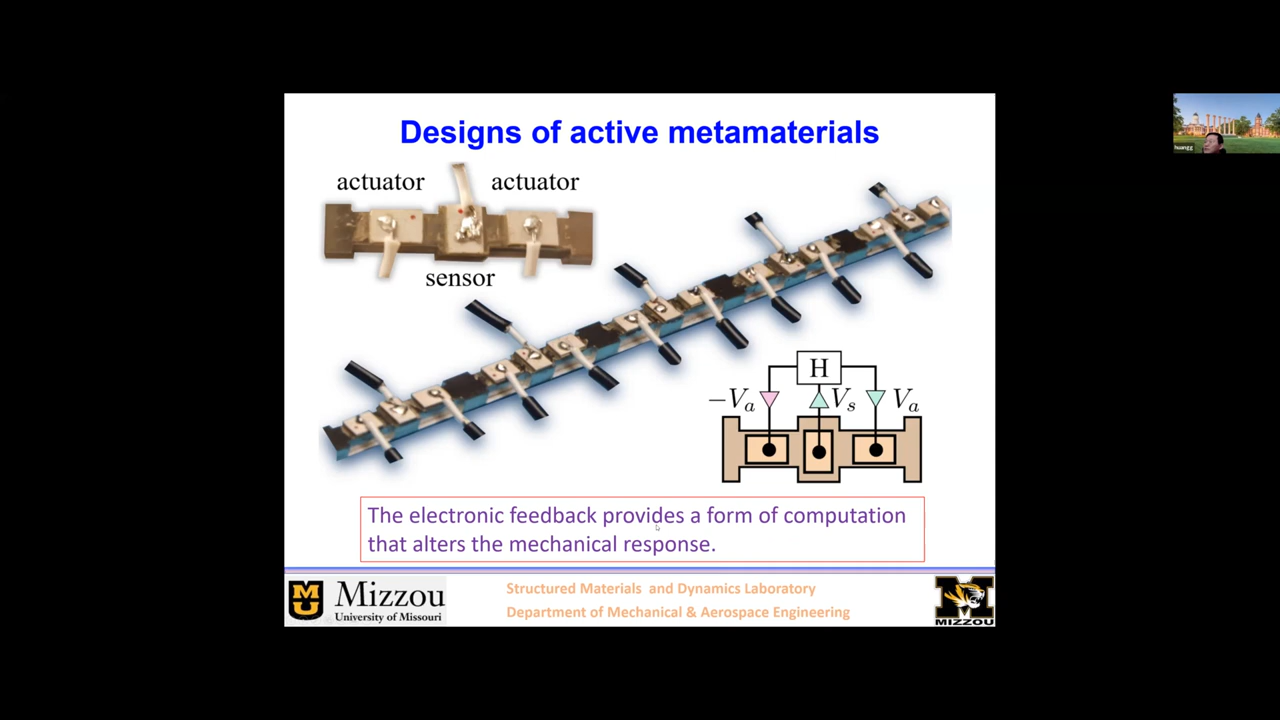 Designs of active metamaterials
actuator
actuator
sensor
H
−Va
Vs
Va
The electronic feedback provides a form of computation
that alters the mechanical response.
Mizzou
University of Missouri
Structured Materials and Dynamics Laboratory
Department of Mechanical & Aerospace Engineering
MIZZOU
huangg